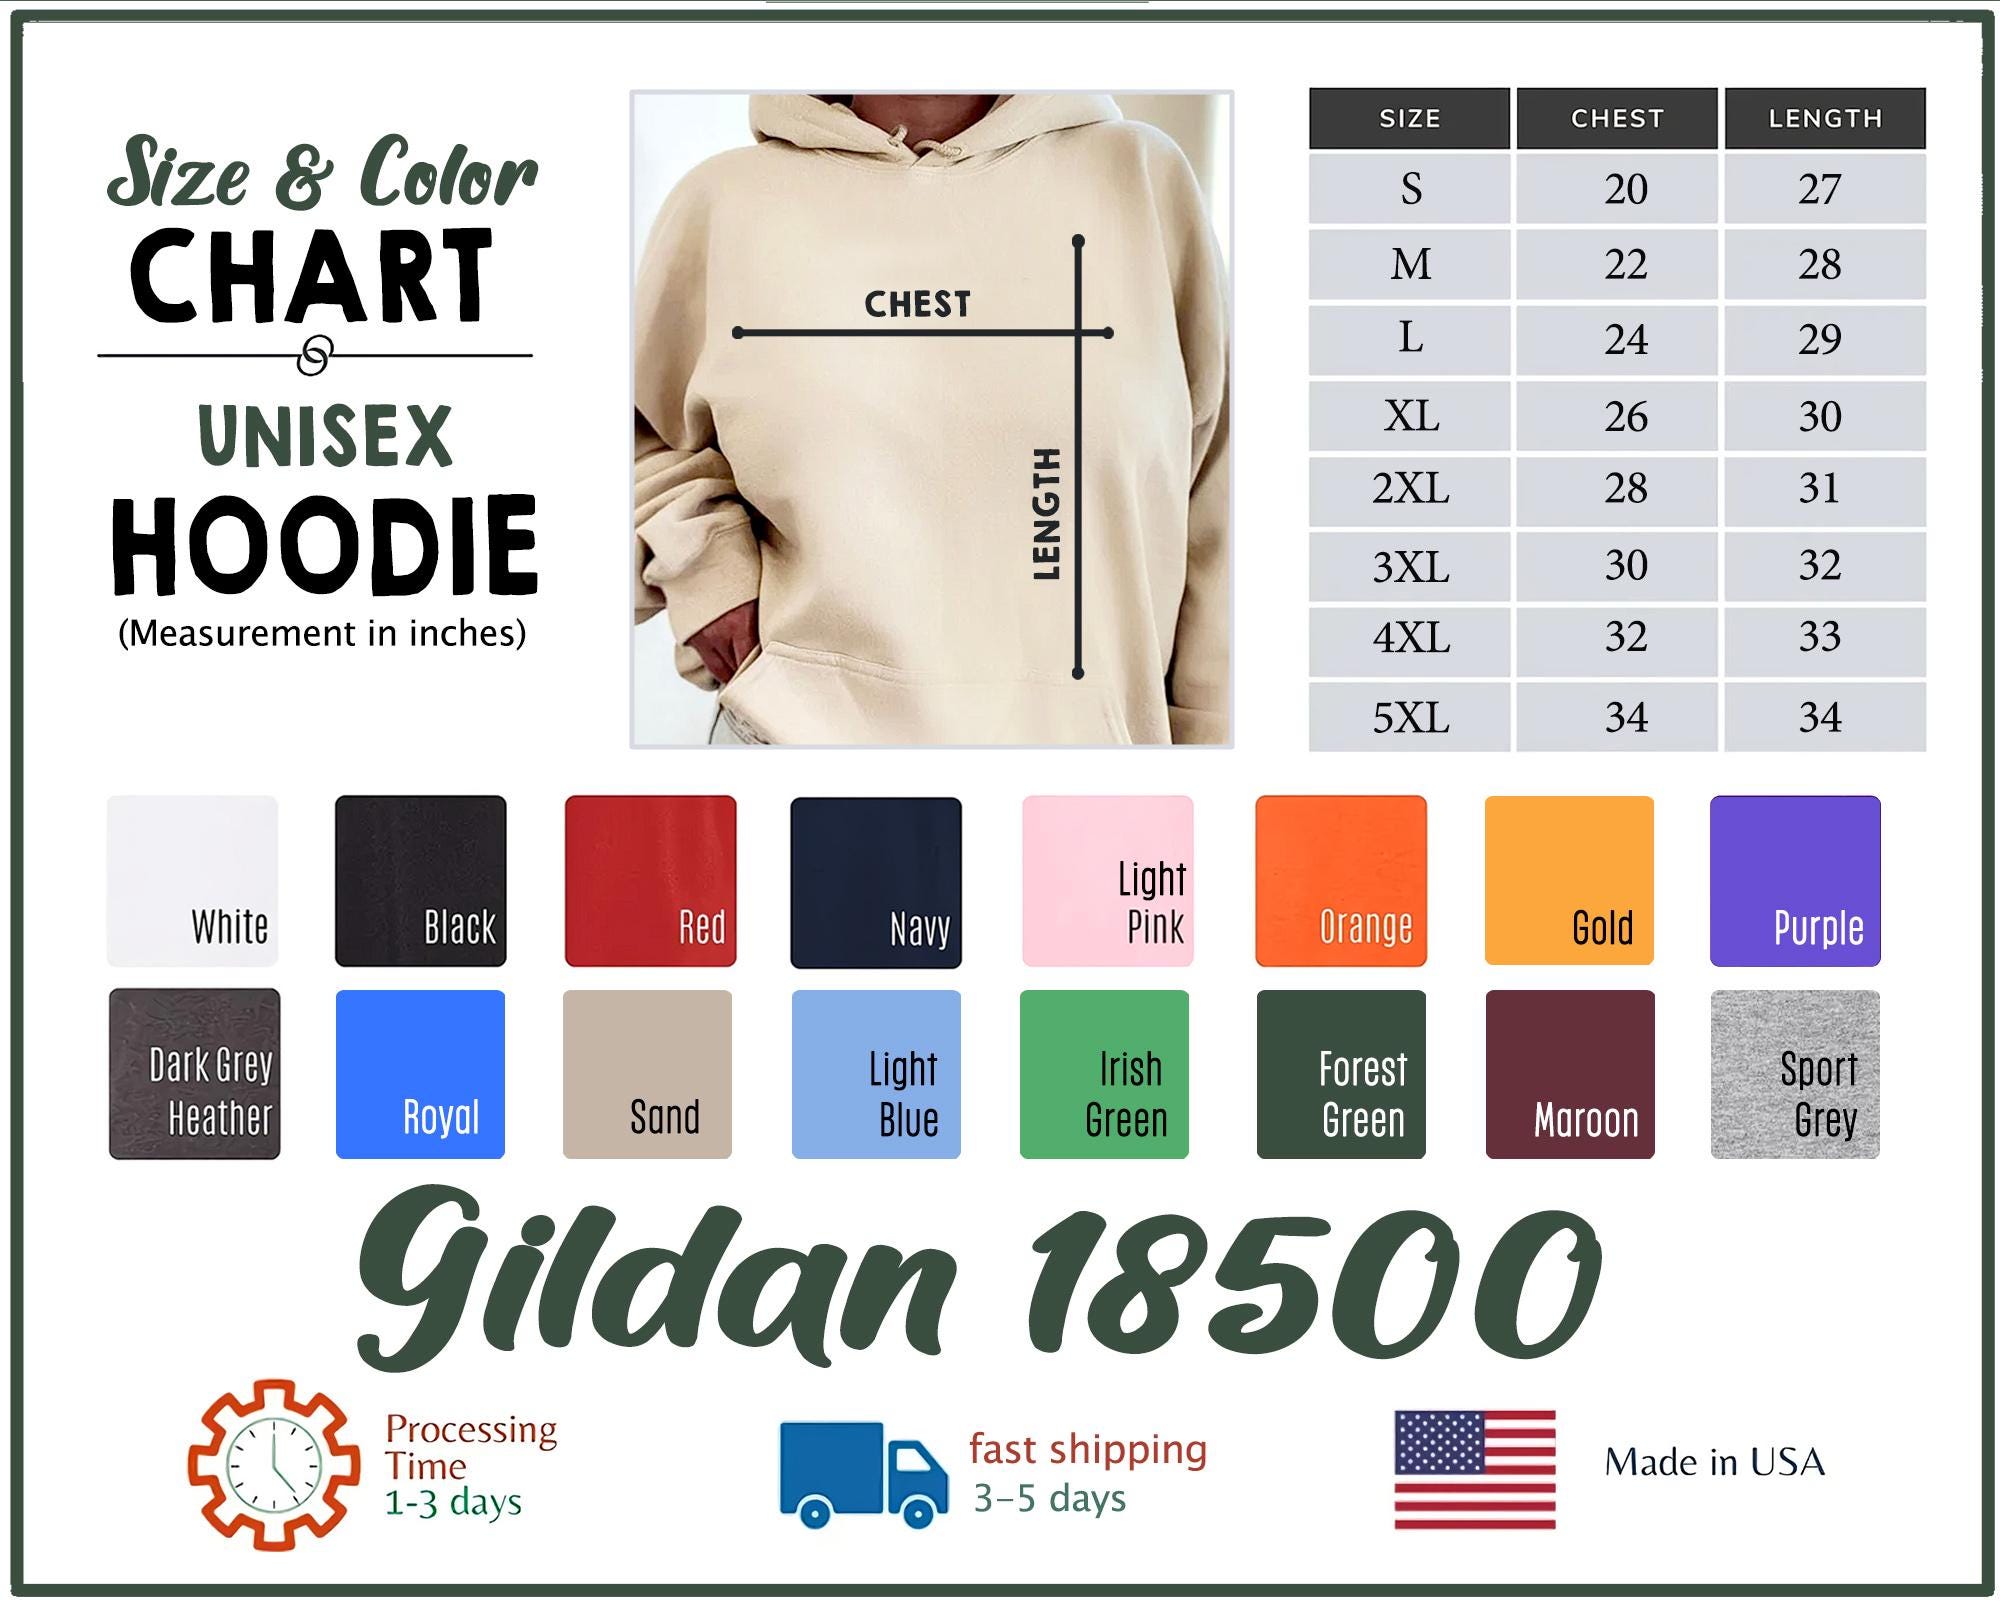 Size & Color
CHART
UNISEX
HOODIE
(Measurement in inches)
CHEST
LENGTH
SIZE CHEST LENGTH
S 20 27
M 22 28
L 24 29
XL 26 30
2XL 28 31
3XL 30 32
4XL 32 33
5XL 34 34
White
Black
Red
Navy
Light
Pink
Orange
Gold
Purple
Dark Grey
Heather
Royal
Sand
Light
Blue
Irish
Green
Forest
Green
Maroon
Sport
Grey
Gildan 18500
Processing
Time
1-3 days
fast shipping
3-5 days
Made in USA